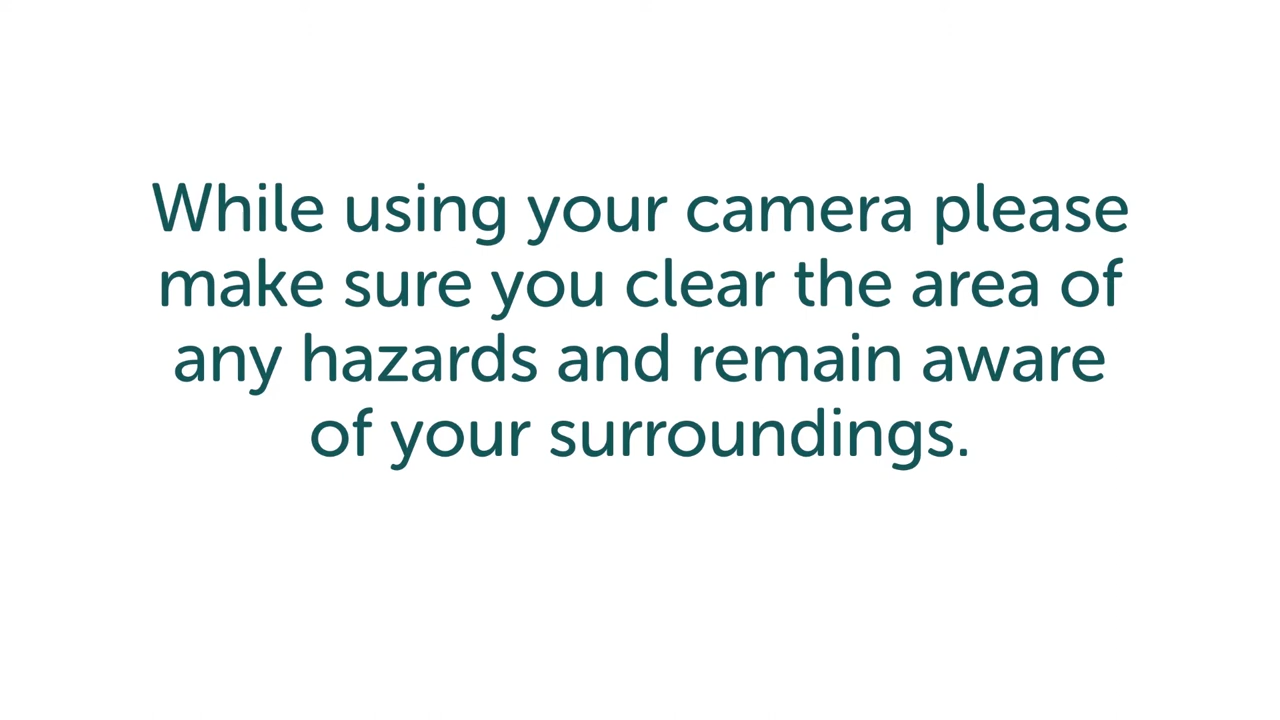 While using your camera please
make sure you clear the area of
any hazards and remain aware
of your surroundings.